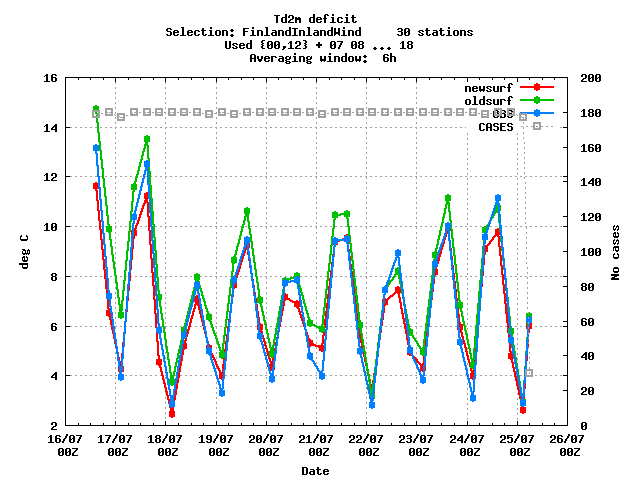 Td2m deficit
Selection: FinlandInlandWind 30 stations
Used {00,12} + 07 08 ... 18
Averaging window: 6h
newsurf
oldsurf
OBS
CASES
deg C
16
14
12
10
8
6
4
2
200
180
160
140
120
100
80
60
40
20
0
No cases
16/07 17/07 18/07 19/07 20/07 21/07 22/07 23/07 24/07 25/07 26/07
00Z 00Z 00Z 00Z 00Z 00Z 00Z 00Z 00Z 00Z 00Z
Date